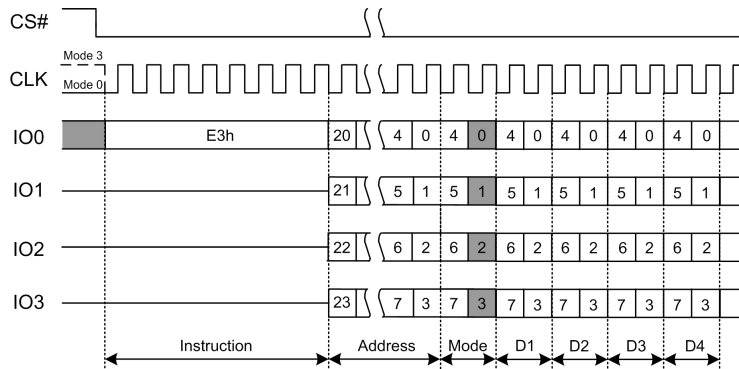 CS#
Mode 3
CLK
Mode 0
IO0 E3h 20 4 0 4 0 4 0 4 0 4 0 4 0
IO1 21 5 1 5 1 5 1 5 1 5 1 5 1
IO2 22 6 2 6 2 6 2 6 2 6 2 6 2
IO3 23 7 3 7 3 7 3 7 3 7 3 7 3
Instruction Address Mode D1 D2 D3 D4